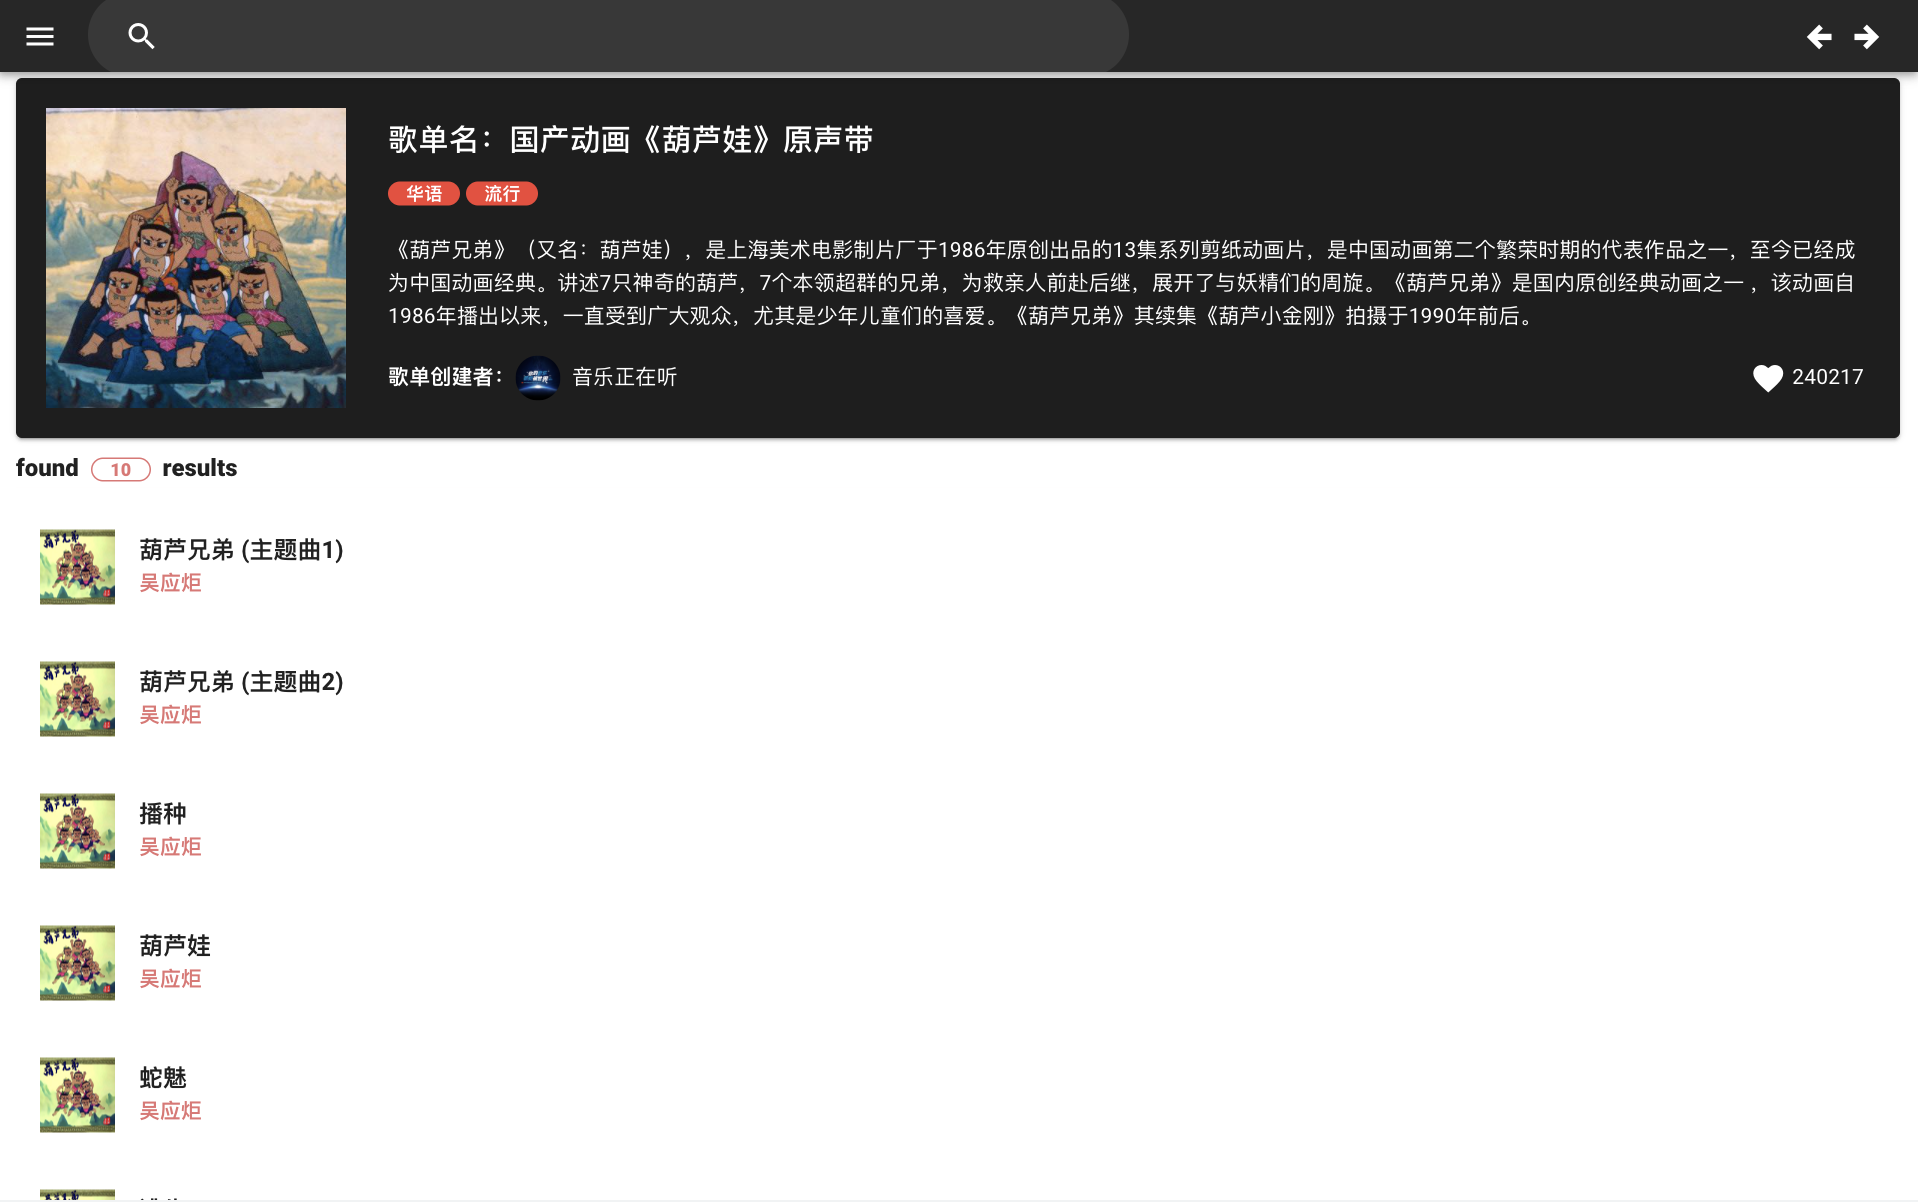 歌单名：国产动画《葫芦娃》原声带
华语 流行
《葫芦兄弟》（又名：葫芦娃），是上海美术电影制片厂于1986年原创出品的13集系列剪纸动画片，是中国动画第二个繁荣时期的代表作品之一，至今已经成
为中国动画经典。讲述7只神奇的葫芦，7个本领超群的兄弟，为救亲人前赴后继，展开了与妖精们的周旋。《葫芦兄弟》是国内原创经典动画之一 ，该动画自
1986年播出以来，一直受到广大观众，尤其是少年儿童们的喜爱。《葫芦兄弟》其续集《葫芦小金刚》拍摄于1990年前后。
歌单创建者： 音乐正在听 240217
found 10 results
葫芦兄弟 (主题曲1)
吴应炬
葫芦兄弟 (主题曲2)
吴应炬
播种
吴应炬
葫芦娃
吴应炬
蛇魅
吴应炬